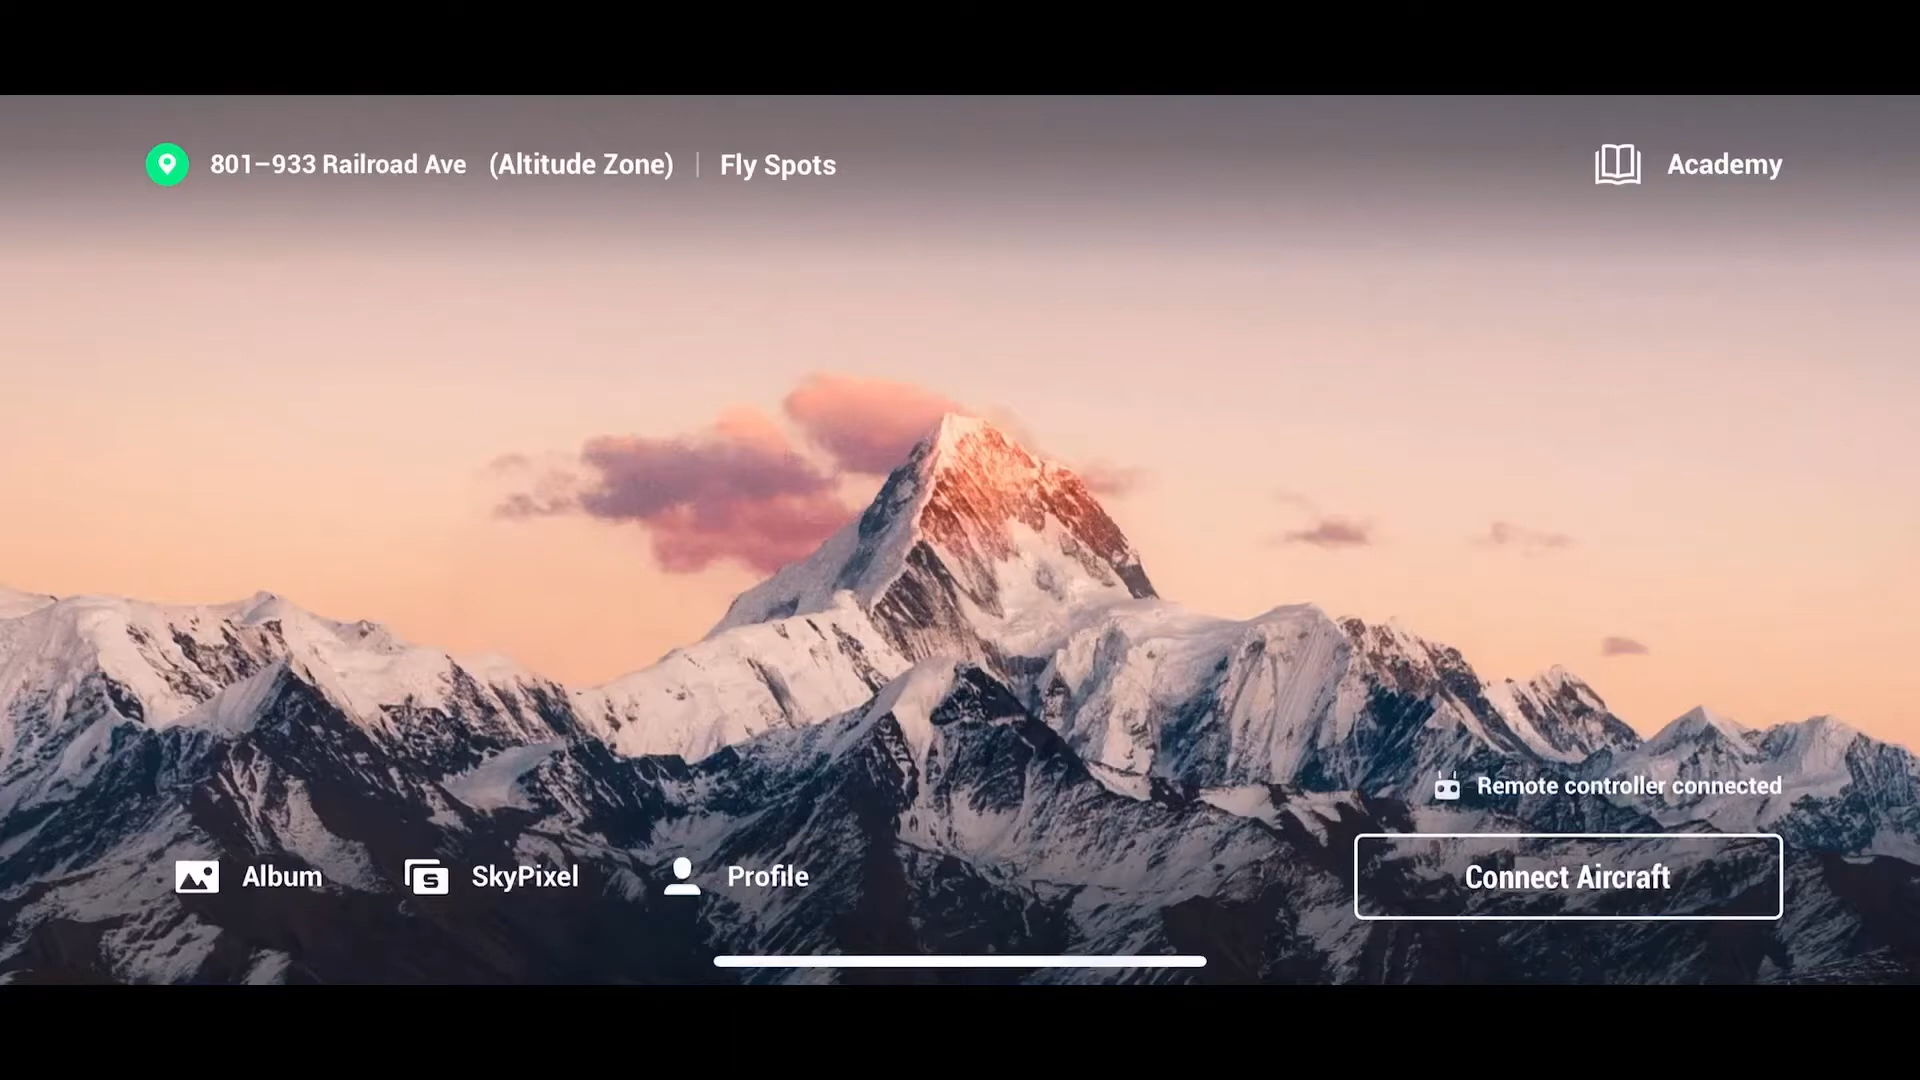 801–933 Railroad Ave (Altitude Zone) | Fly Spots
Academy
Remote controller connected
Album
SkyPixel
Profile
Connect Aircraft